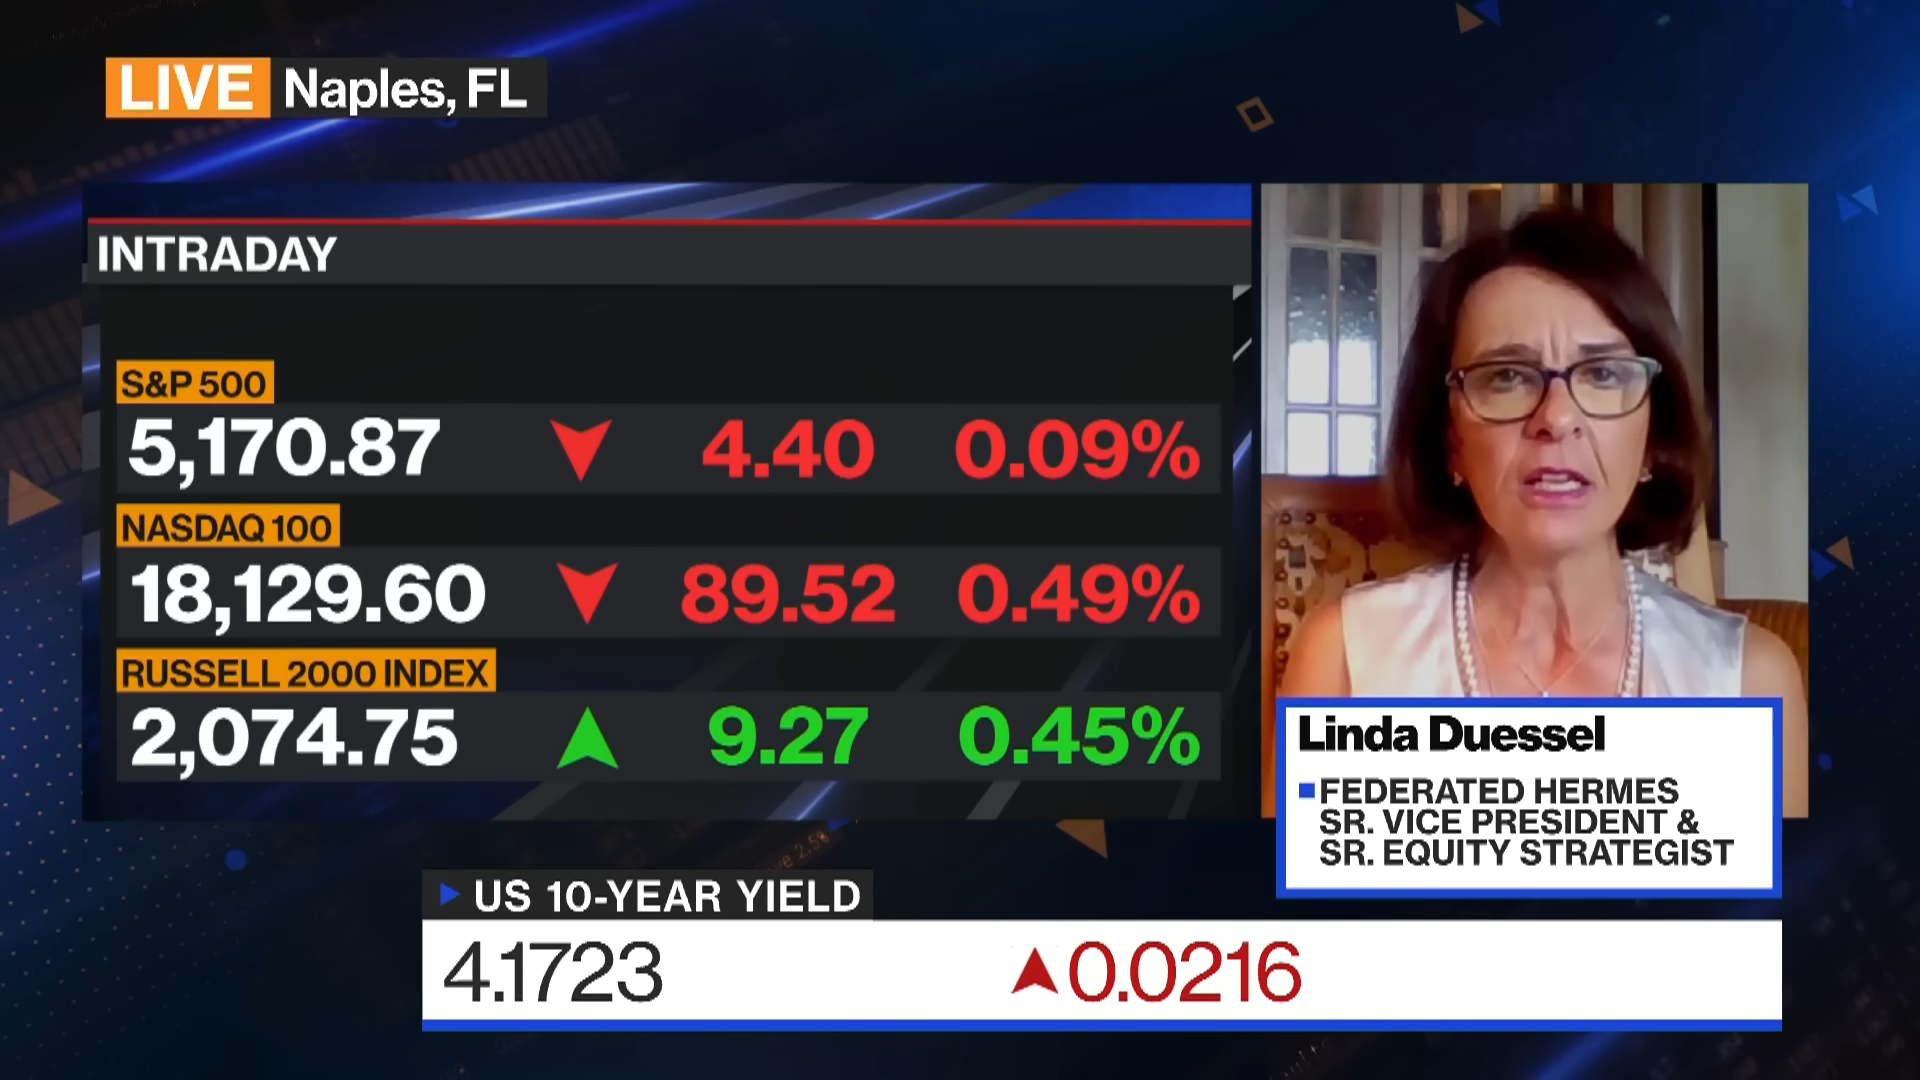 LIVE Naples, FL
INTRADAY
S&P 500
5,170.87 ▼ 4.40 0.09%
NASDAQ 100
18,129.60 ▼ 89.52 0.49%
RUSSELL 2000 INDEX
2,074.75 ▲ 9.27 0.45%
Linda Duessel
FEDERATED HERMES
SR. VICE PRESIDENT &
SR. EQUITY STRATEGIST
US 10-YEAR YIELD
4.1723 ▲0.0216